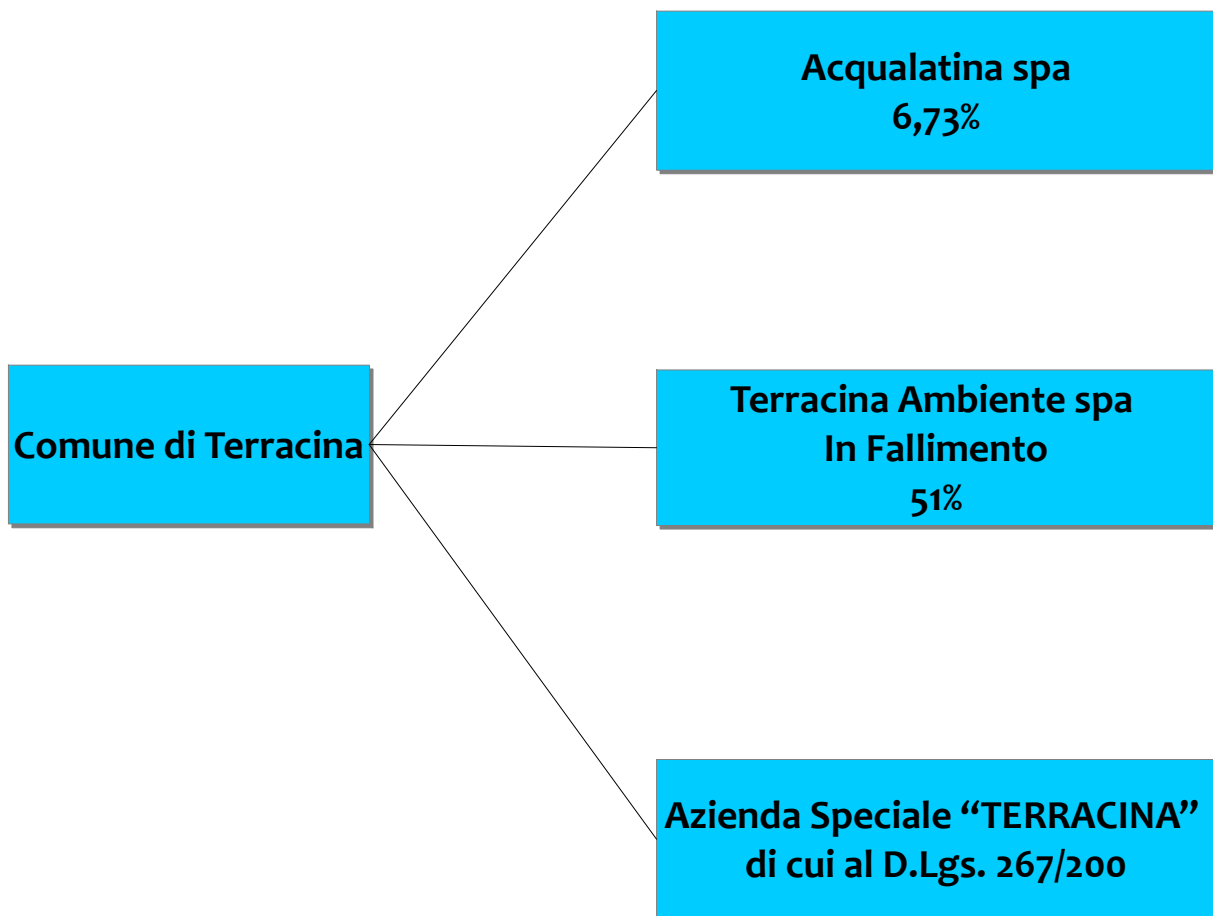 Acqualatina spa
6,73%
Comune di Terracina
Terracina Ambiente spa
In Fallimento
51%
Azienda Speciale “TERRACINA”
di cui al D.Lgs. 267/200